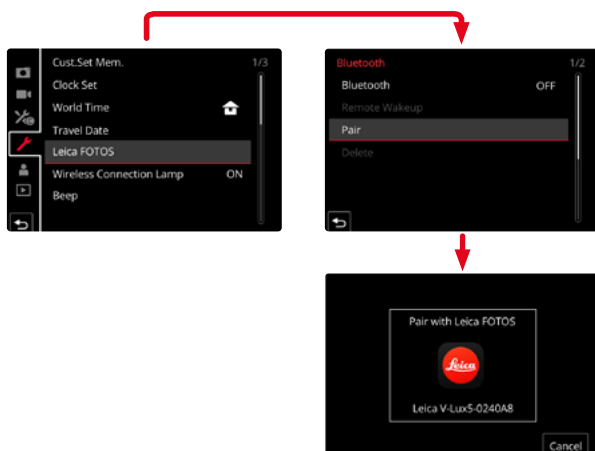 Cust.Set Mem. 1/3
Clock Set
World Time
Travel Date
Leica FOTOS
Wireless Connection Lamp ON
Beep
Bluetooth 1/2
Bluetooth OFF
Remote Wakeup
Pair
Delete
Pair with Leica FOTOS
Leica
Leica V-Lux5-0240A8
Cancel